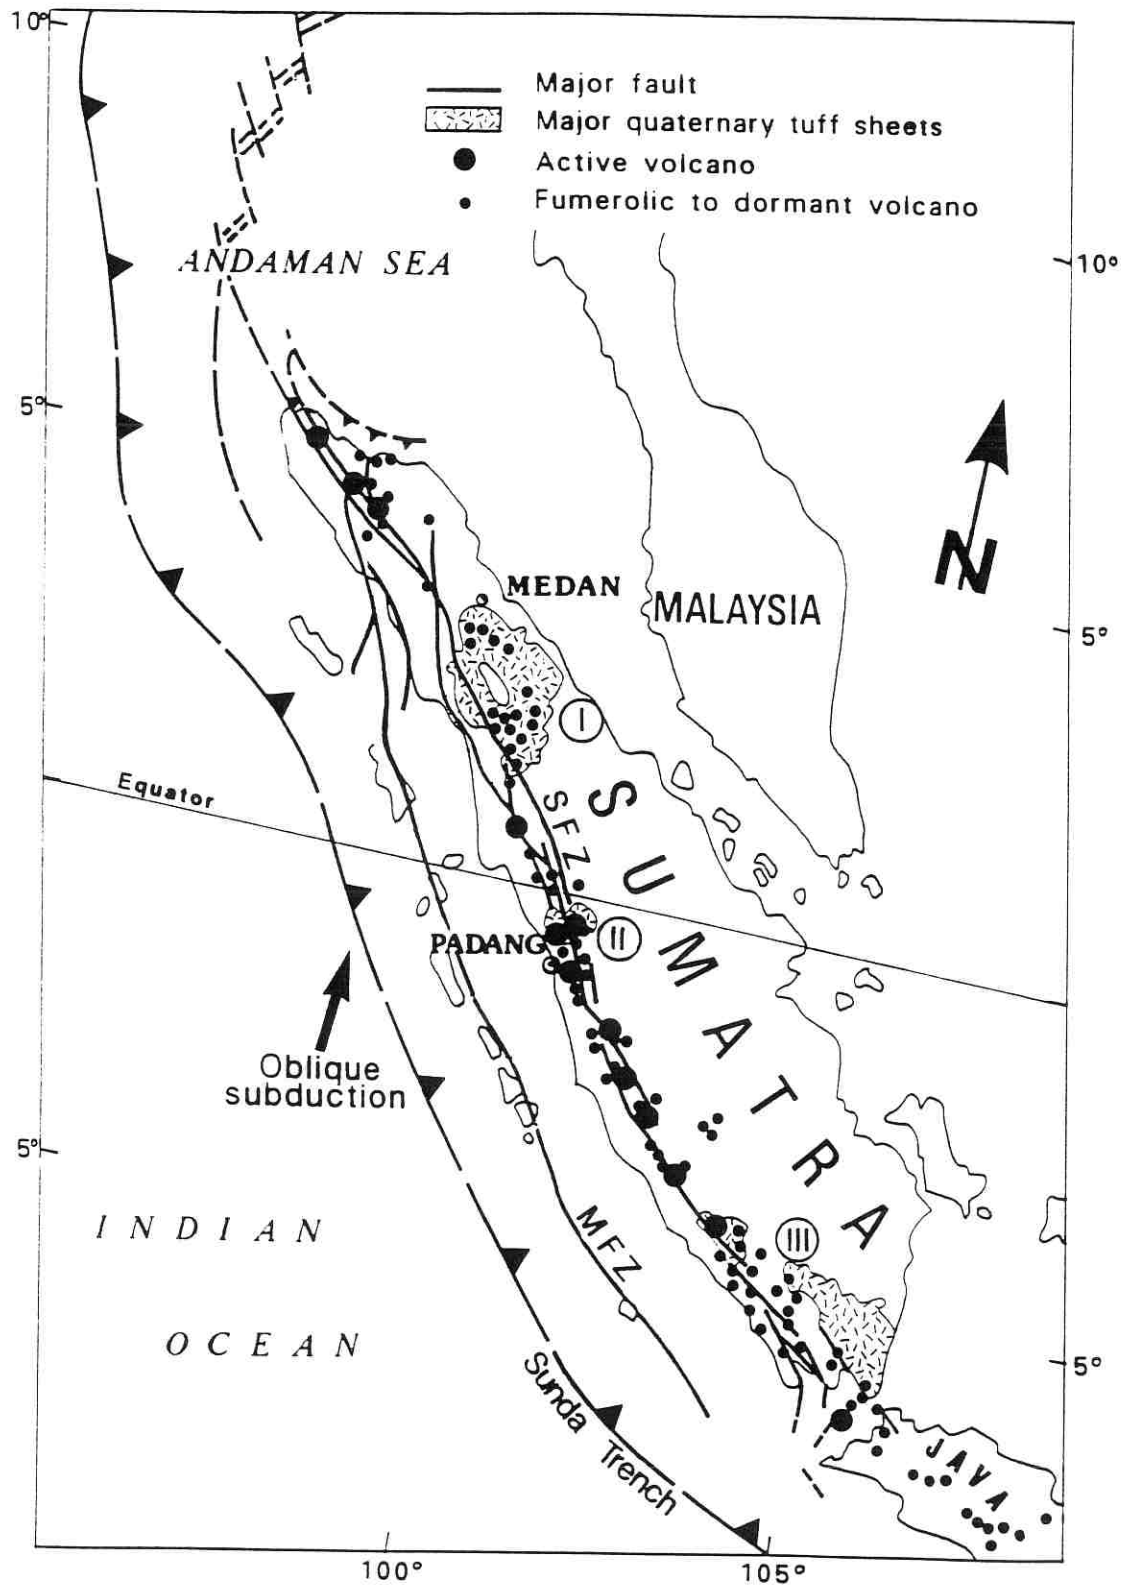 10°
Major fault
Major quaternary tuff sheets
Active volcano
Fumerolic to dormant volcano
ANDAMAN SEA
10°
5°
N
MEDAN
MALAYSIA
5°
I
Equator
SFZ
SUMATRA
PADANG
II
Oblique
subduction
5°
INDIAN
OCEAN
MFZ
III
5°
Sunda Trench
JAVA
100°
105°